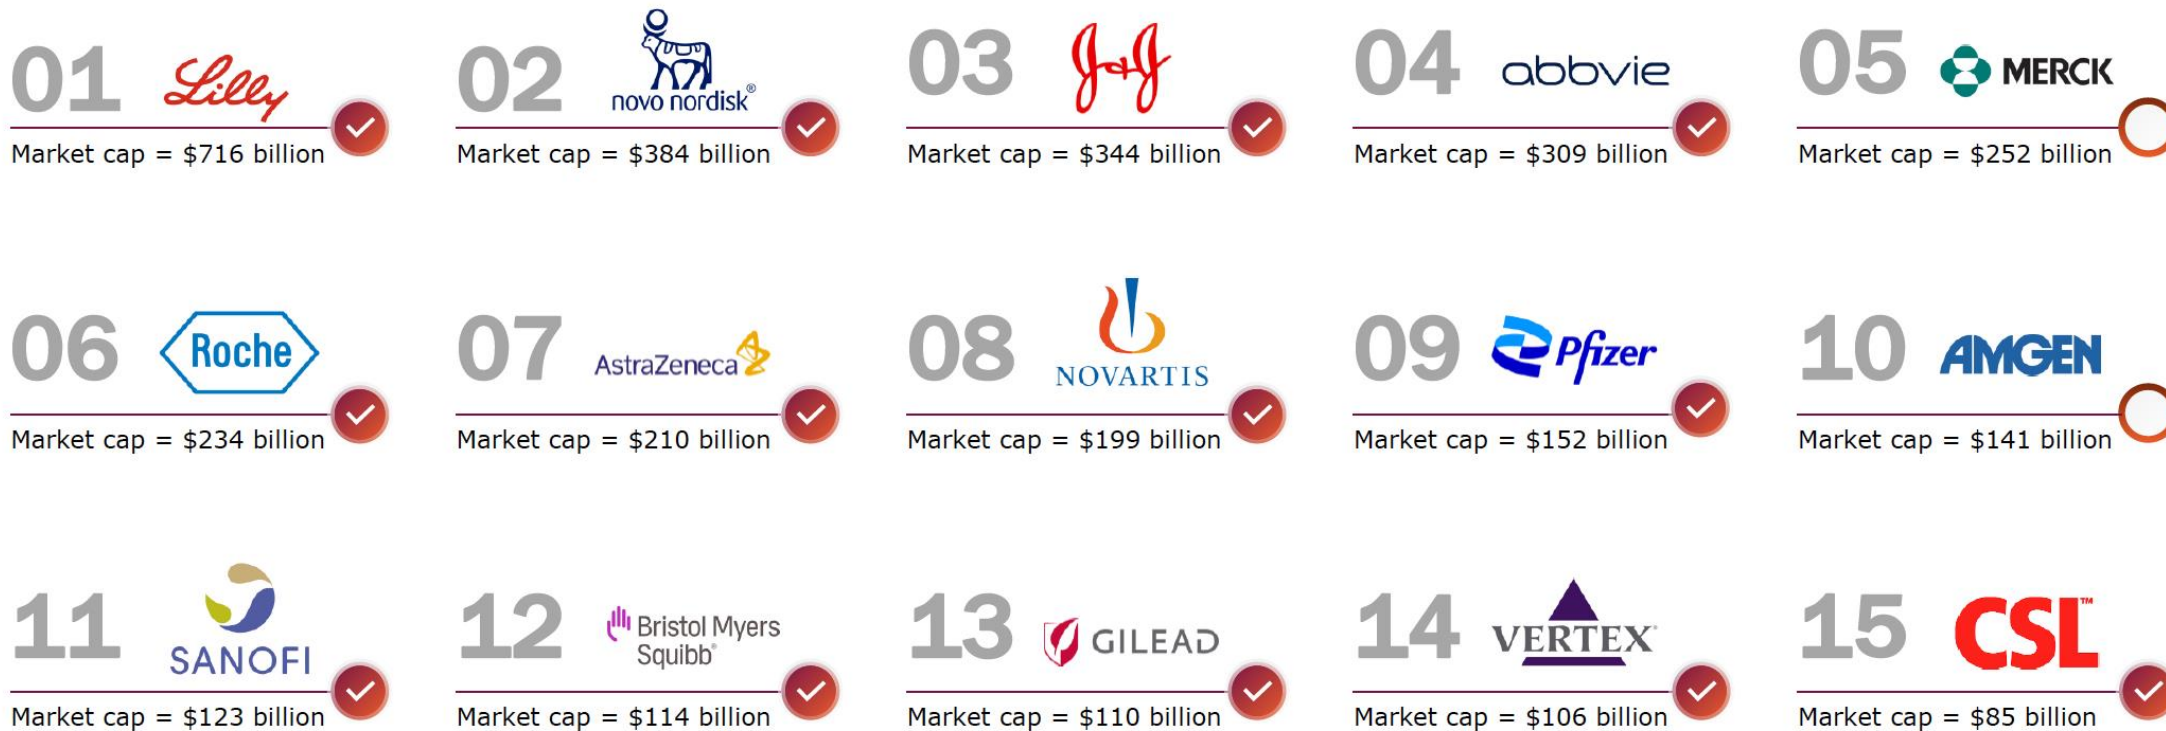 01 Lilly
Market cap = $716 billion
02 novo nordisk®
Market cap = $384 billion
03 J&J
Market cap = $344 billion
04 abbvie
Market cap = $309 billion
05 MERCK
Market cap = $252 billion
06 Roche
Market cap = $234 billion
07 AstraZeneca
Market cap = $210 billion
08 NOVARTIS
Market cap = $199 billion
09 Pfizer
Market cap = $152 billion
10 AMGEN
Market cap = $141 billion
11 SANOFI
Market cap = $123 billion
12 Bristol Myers
Squibb®
Market cap = $114 billion
13 GILEAD
Market cap = $110 billion
14 VERTEX®
Market cap = $106 billion
15 CSL™
Market cap = $85 billion